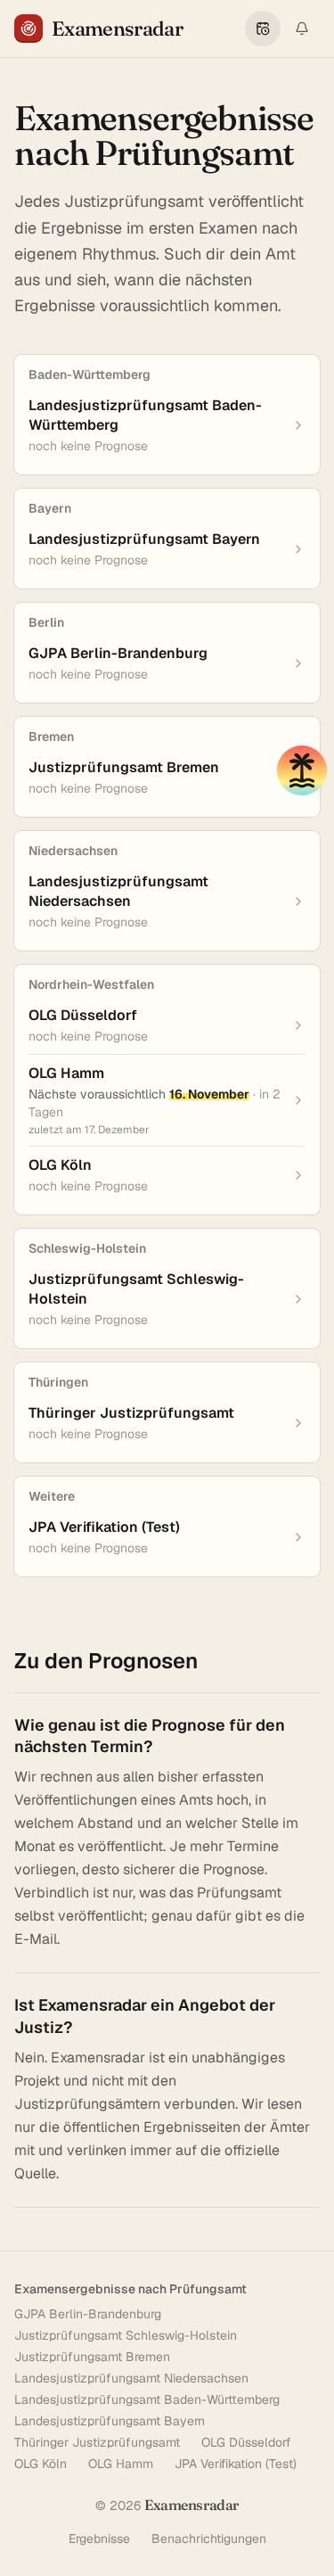 Examensradar
Examensergebnisse
nach Prüfungsamt
Jedes Justizprüfungsamt veröffentlicht
die Ergebnisse im ersten Examen nach
eigenem Rhythmus. Such dir dein Amt
aus und sieh, wann die nächsten
Ergebnisse voraussichtlich kommen.
Baden-Württemberg
Landesjustizprüfungsamt Baden-
Württemberg
noch keine Prognose
Bayern
Landesjustizprüfungsamt Bayern
noch keine Prognose
Berlin
GJPA Berlin-Brandenburg
noch keine Prognose
Bremen
Justizprüfungsamt Bremen
noch keine Prognose
Niedersachsen
Landesjustizprüfungsamt
Niedersachsen
noch keine Prognose
Nordrhein-Westfalen
OLG Düsseldorf
noch keine Prognose
OLG Hamm
Nächste voraussichtlich 16. November · in 2
Tagen
zuletzt am 17. Dezember
OLG Köln
noch keine Prognose
Schleswig-Holstein
Justizprüfungsamt Schleswig-
Holstein
noch keine Prognose
Thüringen
Thüringer Justizprüfungsamt
noch keine Prognose
Weitere
JPA Verifikation (Test)
noch keine Prognose
Zu den Prognosen
Wie genau ist die Prognose für den
nächsten Termin?
Wir rechnen aus allen bisher erfassten
Veröffentlichungen eines Amts hoch, in
welchem Abstand und an welcher Stelle im
Monat es veröffentlicht. Je mehr Termine
vorliegen, desto sicherer die Prognose.
Verbindlich ist nur, was das Prüfungsamt
selbst veröffentlicht; genau dafür gibt es die
E-Mail.
Ist Examensradar ein Angebot der
Justiz?
Nein. Examensradar ist ein unabhängiges
Projekt und nicht mit den
Justizprüfungsämtern verbunden. Wir lesen
nur die öffentlichen Ergebnisseiten der Ämter
mit und verlinken immer auf die offizielle
Quelle.
Examensergebnisse nach Prüfungsamt
GJPA Berlin-Brandenburg
Justizprüfungsamt Schleswig-Holstein
Justizprüfungsamt Bremen
Landesjustizprüfungsamt Niedersachsen
Landesjustizprüfungsamt Baden-Württemberg
Landesjustizprüfungsamt Bayern
Thüringer Justizprüfungsamt OLG Düsseldorf
OLG Köln OLG Hamm JPA Verifikation (Test)
© 2026 Examensradar
Ergebnisse Benachrichtigungen